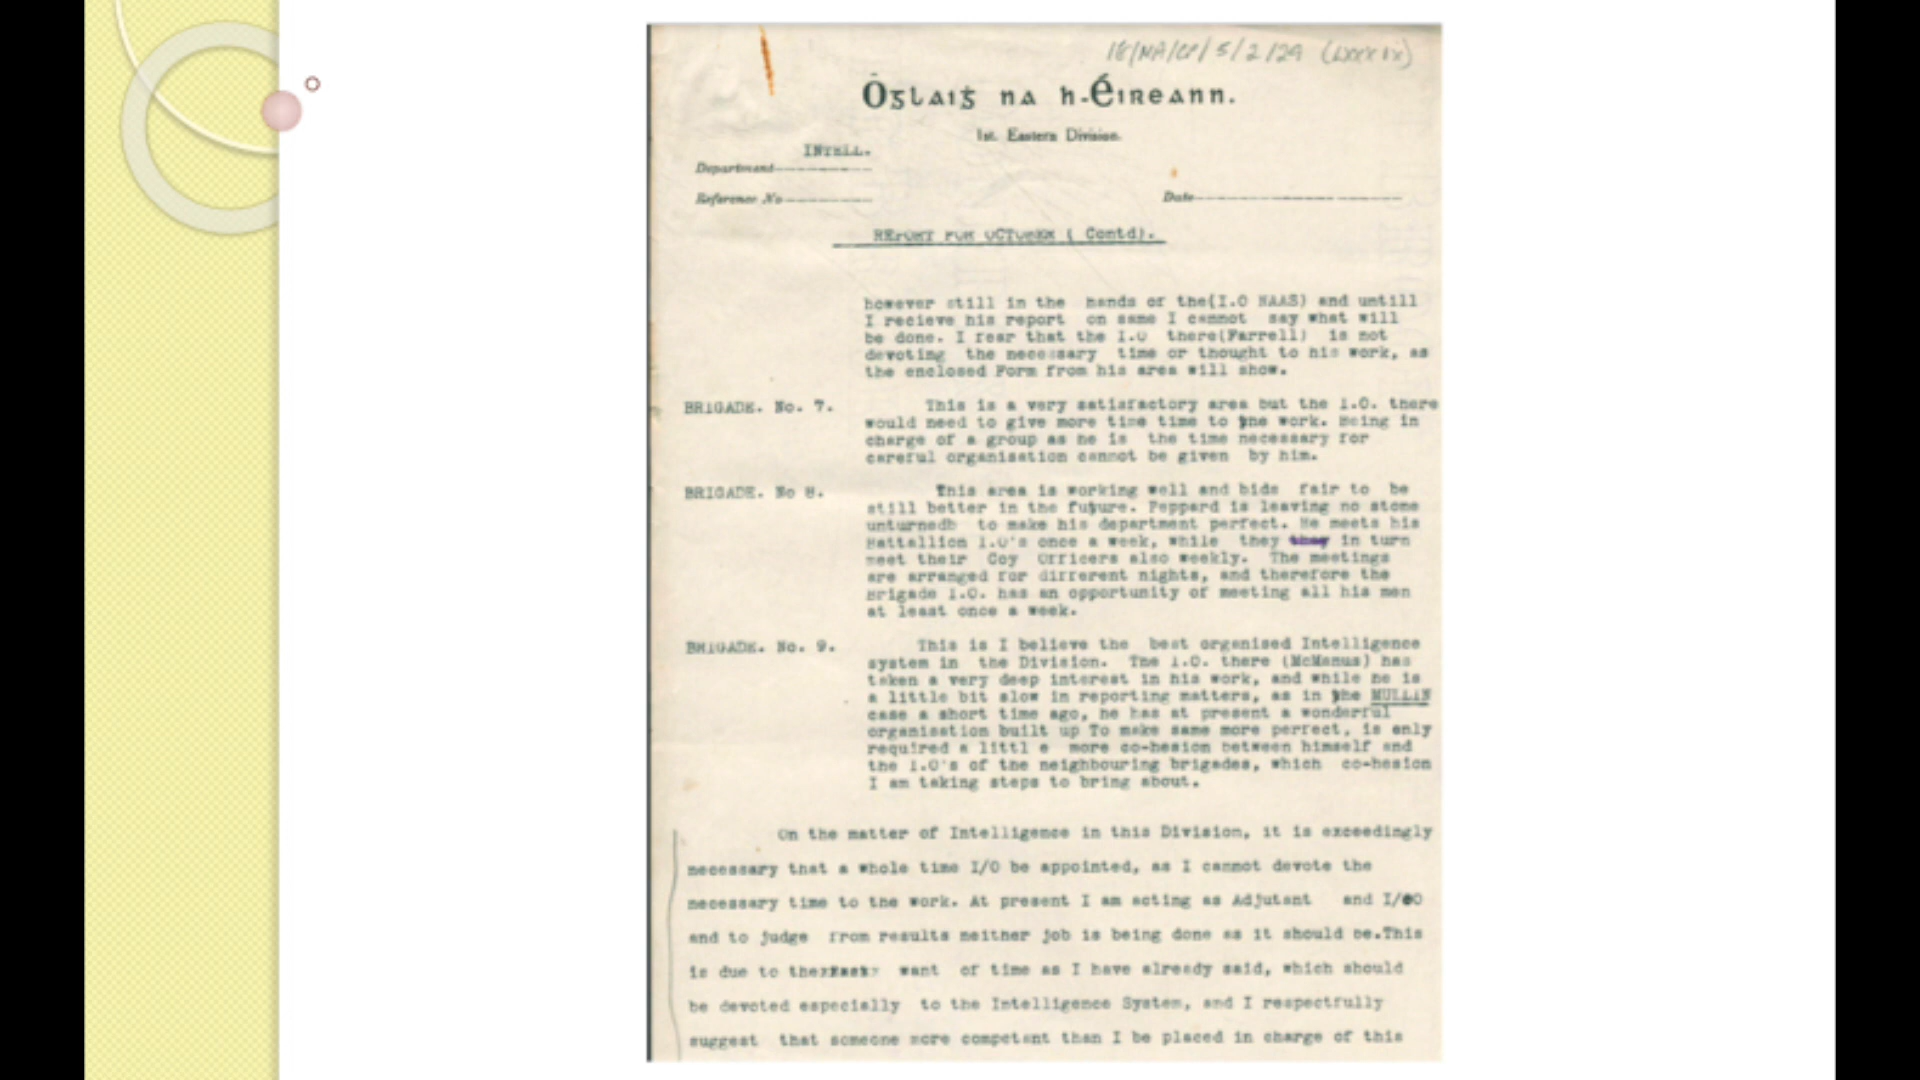 IE/MA/CP/5/2/29 (LXXXIX)
Óglaiġ na h-Éireann.
1st. Eastern Division.
INTELL.
Department
Reference No
Date
REPORT FOR OCTOBER ( Contd).
however still in the hands of the(I.O NAAS) and untill
I recieve his report on same I cannot say what will
be done. I fear that the I.O there(Farrell) is not
devoting the necessary time or thought to his work, as
the enclosed Form from his area will show.
BRIGADE. No. 7. This is a very satisfactory area but the I.O. there
would need to give more time time to the work. Being in
charge of a group as he is the time necessary for
careful organisation cannot be given by him.
BRIGADE. No 8. This area is working well and bids fair to be
still better in the future. Peppard is leaving no stone
unturnedb to make his department perfect. He meets his
Battallion I.O's once a week, while they they in turn
meet their Coy Officers also weekly. The meetings
are arranged for different nights, and therefore the
Brigade I.O. has an opportunity of meeting all his men
at least once a week.
BRIGADE. No. 9. This is I believe the best organised Intelligence
system in the Division. The I.O. there (McManus) has
taken a very deep interest in his work, and while he is
a little bit slow in reporting matters, as in the MULLIN
case a short time ago, he has at present a wonderful
organisation built up To make same more perfect, is only
required a littl e more co-hesion between himself and
the I.O's of the neighbouring brigades, which co-hesion
I am taking steps to bring about.
On the matter of Intelligence in this Division, it is exceedingly
necessary that a whole time I/O be appointed, as I cannot devote the
necessary time to the work. At present I am acting as Adjutant and I/O
and to judge from results neither job is being done as it should be.This
is due to the want of time as I have already said, which should
be devoted especially to the Intelligence System, and I respectfully
suggest that someone more competant than I be placed in charge of this